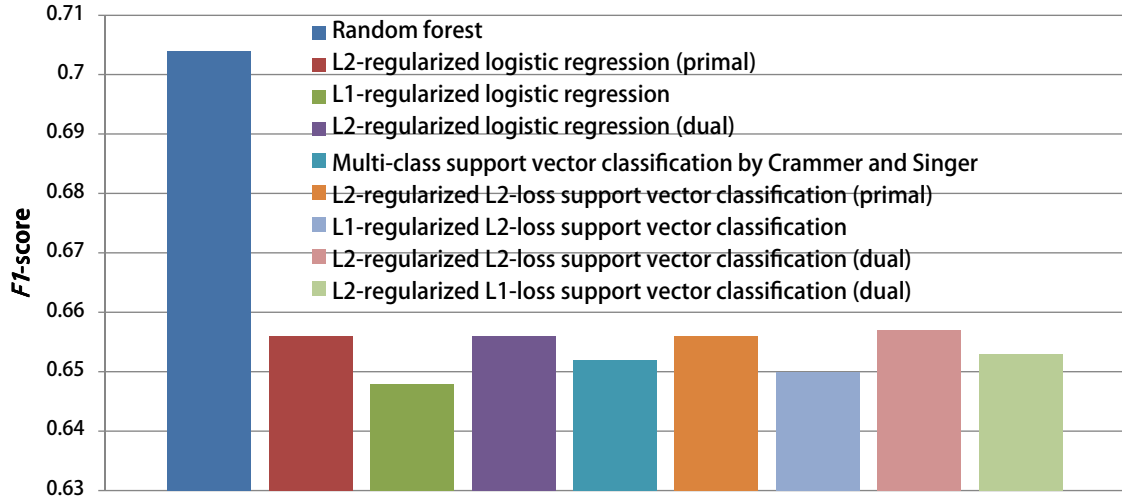 0.71
Random forest
L2-regularized logistic regression (primal)
0.7
L1-regularized logistic regression
L2-regularized logistic regression (dual)
0.69
Multi-class support vector classification by Crammer and Singer
0.68
L2-regularized L2-loss support vector classification (primal)
L1-regularized L2-loss support vector classification
0.67
L2-regularized L2-loss support vector classification (dual)
L2-regularized L1-loss support vector classification (dual)
F1-score
0.66
0.65
0.64
0.63